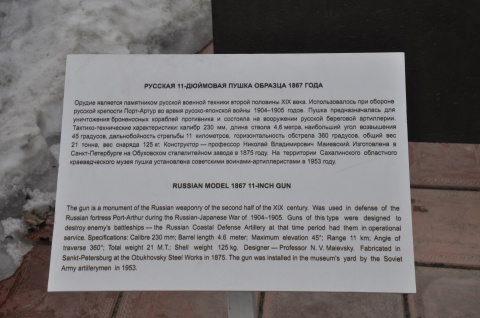 РУССКАЯ 11-ДЮЙМОВАЯ ПУШКА ОБРАЗЦА 1867 ГОДА
Орудие является памятником русской военной техники второй половины XIX века. Использовалось при обороне
русской крепости Порт-Артур во время русско-японской войны 1904–1905 годов. Пушка предназначалась для
уничтожения броненосных кораблей противника и состояла на вооружении русской береговой артиллерии.
Тактико-технические характеристики: калибр 230 мм, длина ствола 4,6 метра, наибольший угол возвышения
45 градусов, дальнобойность стрельбы 11 километров, горизонтальность обстрела 360 градусов, общий вес
21 тонна, вес снаряда 125 кг. Конструктор — профессор Николай Владимирович Маиевский. Изготовлена в
Санкт-Петербурге на Обуховском сталелитейном заводе в 1875 году. На территории Сахалинского областного
краеведческого музея пушка установлена советскими воинами-артиллеристами в 1953 году.
RUSSIAN MODEL 1867 11-INCH GUN
The gun is a monument of the Russian weaponry of the second half of the XIX century. Was used in defense of the
Russian fortress Port-Arthur during the Russian-Japanese War of 1904–1905. Guns of this type were designed to
destroy enemy's battleships — the Russian Coastal Defense Artillery at that time period had them in operational
service. Specifications: Calibre 230 mm; Barrel length 4.6 meter; Maximum elevation 45°; Range 11 km; Angle of
traverse 360°; Total weight 21 M.T.; Shell weight 125 kg. Designer — Professor N. V. Maievsky. Fabricated in
Sankt-Petersburg at the Obukhovsky Steel Works in 1875. The gun was installed in the museum's yard by the Soviet
Army artillerymen in 1953.